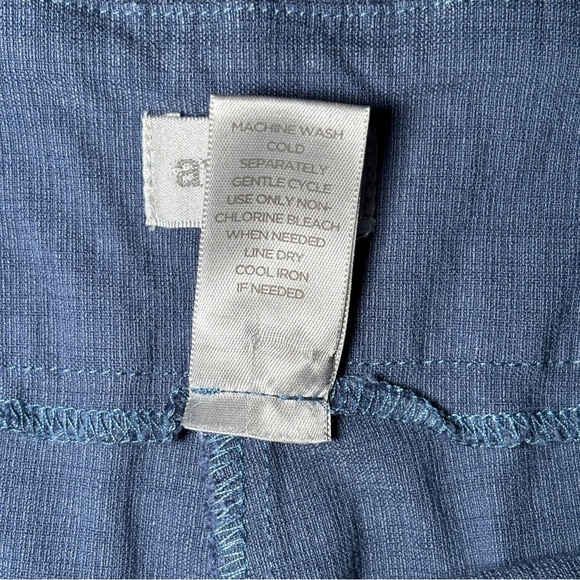 MACHINE WASH
COLD
SEPARATELY
GENTLE CYCLE
USE ONLY NON-
CHLORINE BLEACH
WHEN NEEDED
LINE DRY
COOL IRON
IF NEEDED